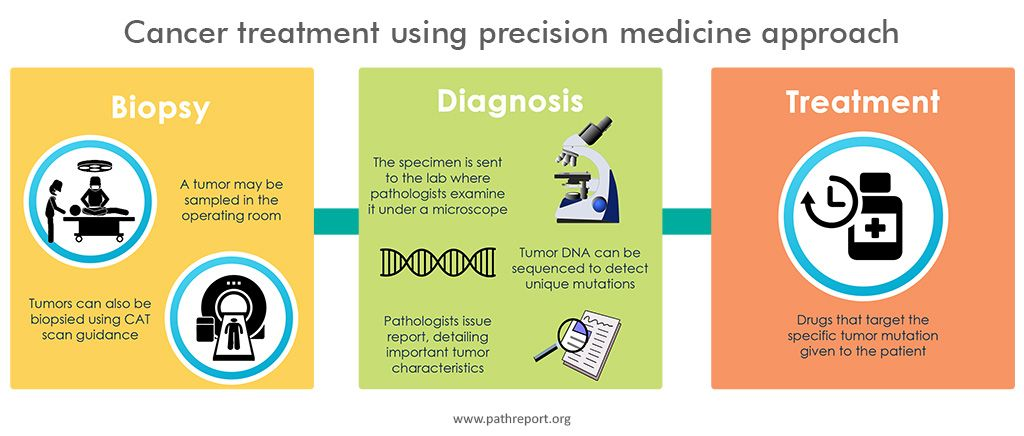 Cancer treatment using precision medicine approach
Biopsy
A tumor may be
sampled in the
operating room
Tumors can also be
biopsied using CAT
scan guidance
Diagnosis
The specimen is sent
to the lab where
pathologists examine
it under a microscope
Tumor DNA can be
sequenced to detect
unique mutations
Pathologists issue
report, detailing
important tumor
characteristics
Treatment
Drugs that target the
specific tumor mutation
given to the patient
www.pathreport.org